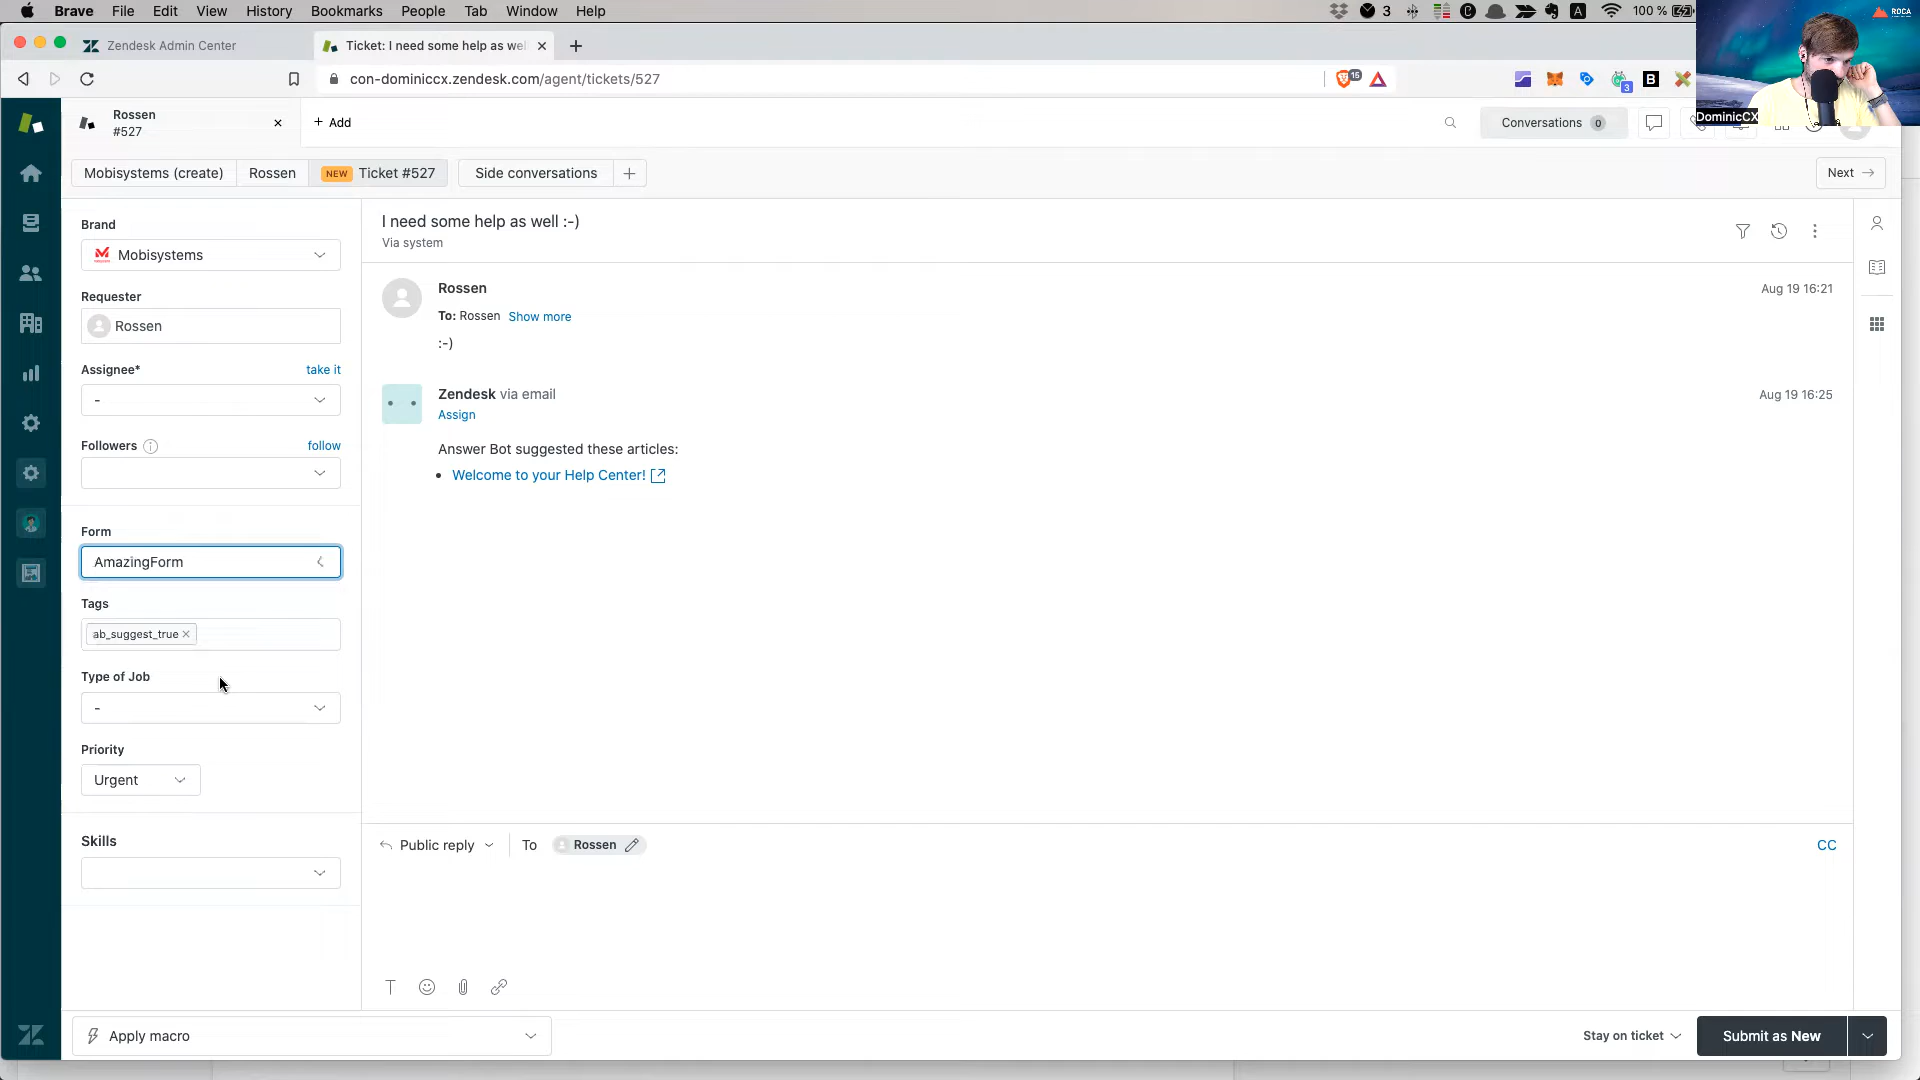 Brave File Edit View History Bookmarks People Tab Window Help
3
100 %
ROCA
Zendesk Admin Center
Ticket: I need some help as we
con-dominiccx.zendesk.com/agent/tickets/527
15
3
B
DominicCX
Rossen
#527
+ Add
Conversations 0
Mobisystems (create)
Rossen
NEW Ticket #527
Side conversations
Next
Brand
Mobisystems
Requester
Rossen
Assignee*
take it
-
Followers
follow
Form
AmazingForm
Tags
ab_suggest_true
Type of Job
-
Priority
Urgent
Skills
I need some help as well :-)
Via system
Rossen
Aug 19 16:21
To: Rossen Show more
:-)
Zendesk via email
Aug 19 16:25
Assign
Answer Bot suggested these articles:
• Welcome to your Help Center!
Public reply
To
Rossen
CC
Apply macro
Stay on ticket
Submit as New